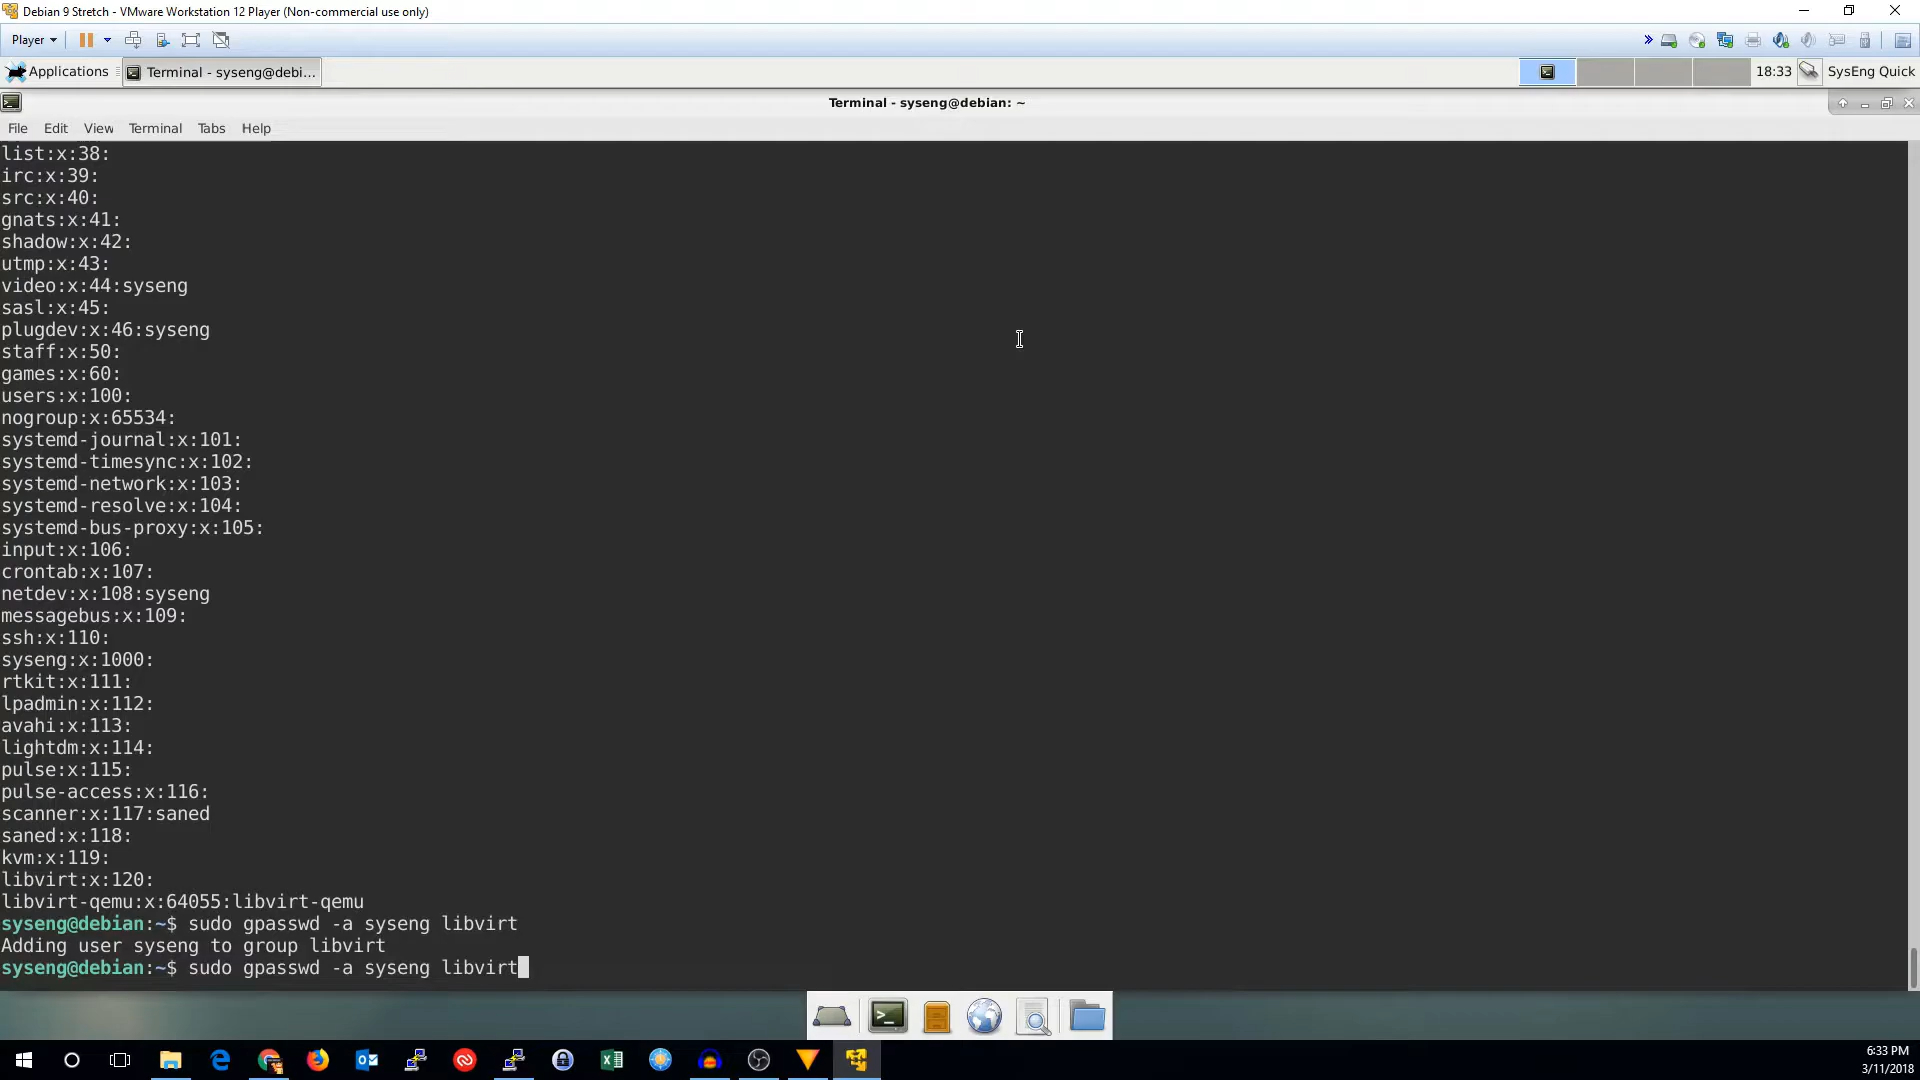 Debian 9 Stretch - VMware Workstation 12 Player (Non-commercial use only)
Player
Applications
Terminal - syseng@debi...
18:33
SysEng Quick
Terminal - syseng@debian: ~
File Edit View Terminal Tabs Help
list:x:38:
irc:x:39:
src:x:40:
gnats:x:41:
shadow:x:42:
utmp:x:43:
video:x:44:syseng
sasl:x:45:
plugdev:x:46:syseng
staff:x:50:
games:x:60:
users:x:100:
nogroup:x:65534:
systemd-journal:x:101:
systemd-timesync:x:102:
systemd-network:x:103:
systemd-resolve:x:104:
systemd-bus-proxy:x:105:
input:x:106:
crontab:x:107:
netdev:x:108:syseng
messagebus:x:109:
ssh:x:110:
syseng:x:1000:
rtkit:x:111:
lpadmin:x:112:
avahi:x:113:
lightdm:x:114:
pulse:x:115:
pulse-access:x:116:
scanner:x:117:saned
saned:x:118:
kvm:x:119:
libvirt:x:120:
libvirt-qemu:x:64055:libvirt-qemu
syseng@debian:~$ sudo gpasswd -a syseng libvirt
Adding user syseng to group libvirt
syseng@debian:~$ sudo gpasswd -a syseng libvirt
6:33 PM
3/11/2018